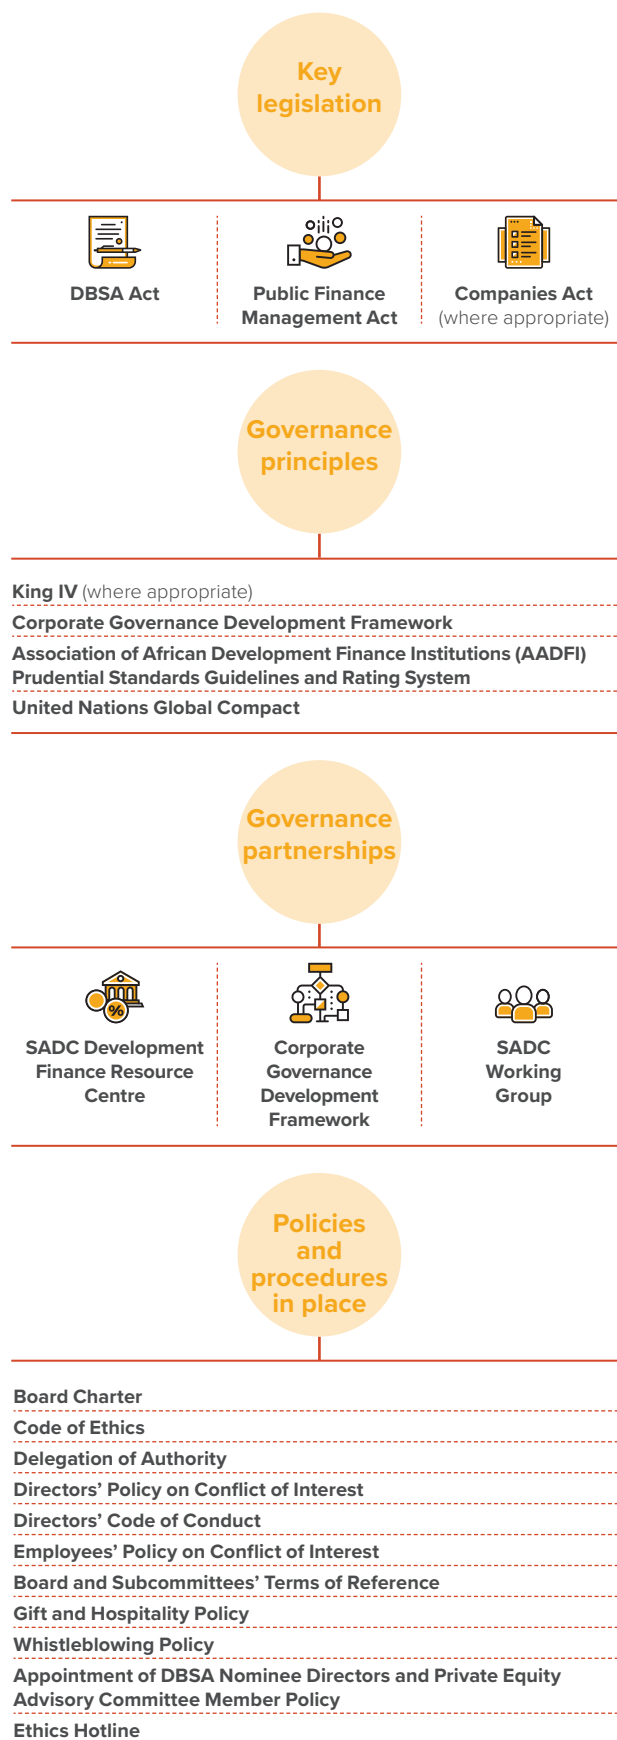 Key
legislation
DBSA Act
Public Finance
Management Act
Companies Act
(where appropriate)
Governance
principles
King IV (where appropriate)
Corporate Governance Development Framework
Association of African Development Finance Institutions (AADFI)
Prudential Standards Guidelines and Rating System
United Nations Global Compact
Governance
partnerships
%
SADC Development
Finance Resource
Centre
Corporate
Governance
Development
Framework
SADC
Working
Group
Policies
and
procedures
in place
Board Charter
Code of Ethics
Delegation of Authority
Directors’ Policy on Conflict of Interest
Directors’ Code of Conduct
Employees’ Policy on Conflict of Interest
Board and Subcommittees’ Terms of Reference
Gift and Hospitality Policy
Whistleblowing Policy
Appointment of DBSA Nominee Directors and Private Equity
Advisory Committee Member Policy
Ethics Hotline